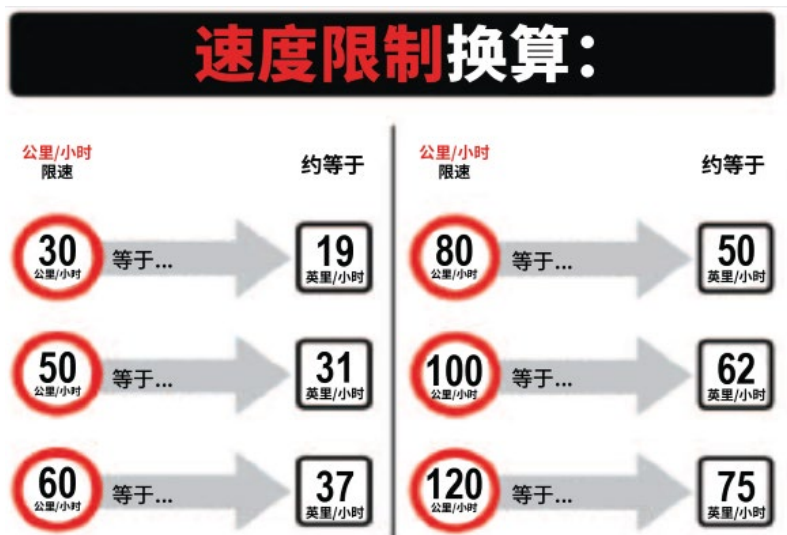 速度限制换算：
公里/小时
限速
约等于
30
公里/小时
等于...
19
英里/小时
50
公里/小时
等于...
31
英里/小时
60
公里/小时
等于...
37
英里/小时
公里/小时
限速
约等于
80
公里/小时
等于...
50
英里/小时
100
公里/小时
等于...
62
英里/小时
120
公里/小时
等于...
75
英里/小时